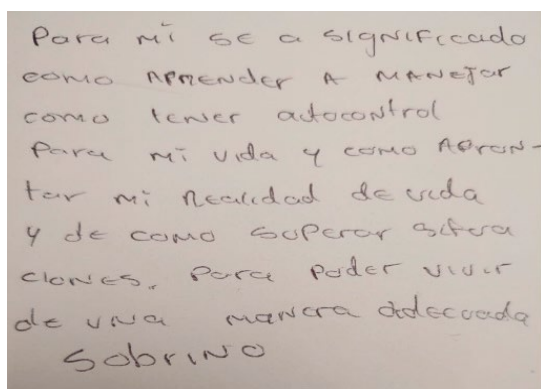 Para mi se a significado
como Aprender A manejar
como tener autocontrol
Para mi vida y como Afron-
tar mi Realidad de vida
y de como superar situa
ciones. Para poder vivir
de una manera adecuada
Sobrino